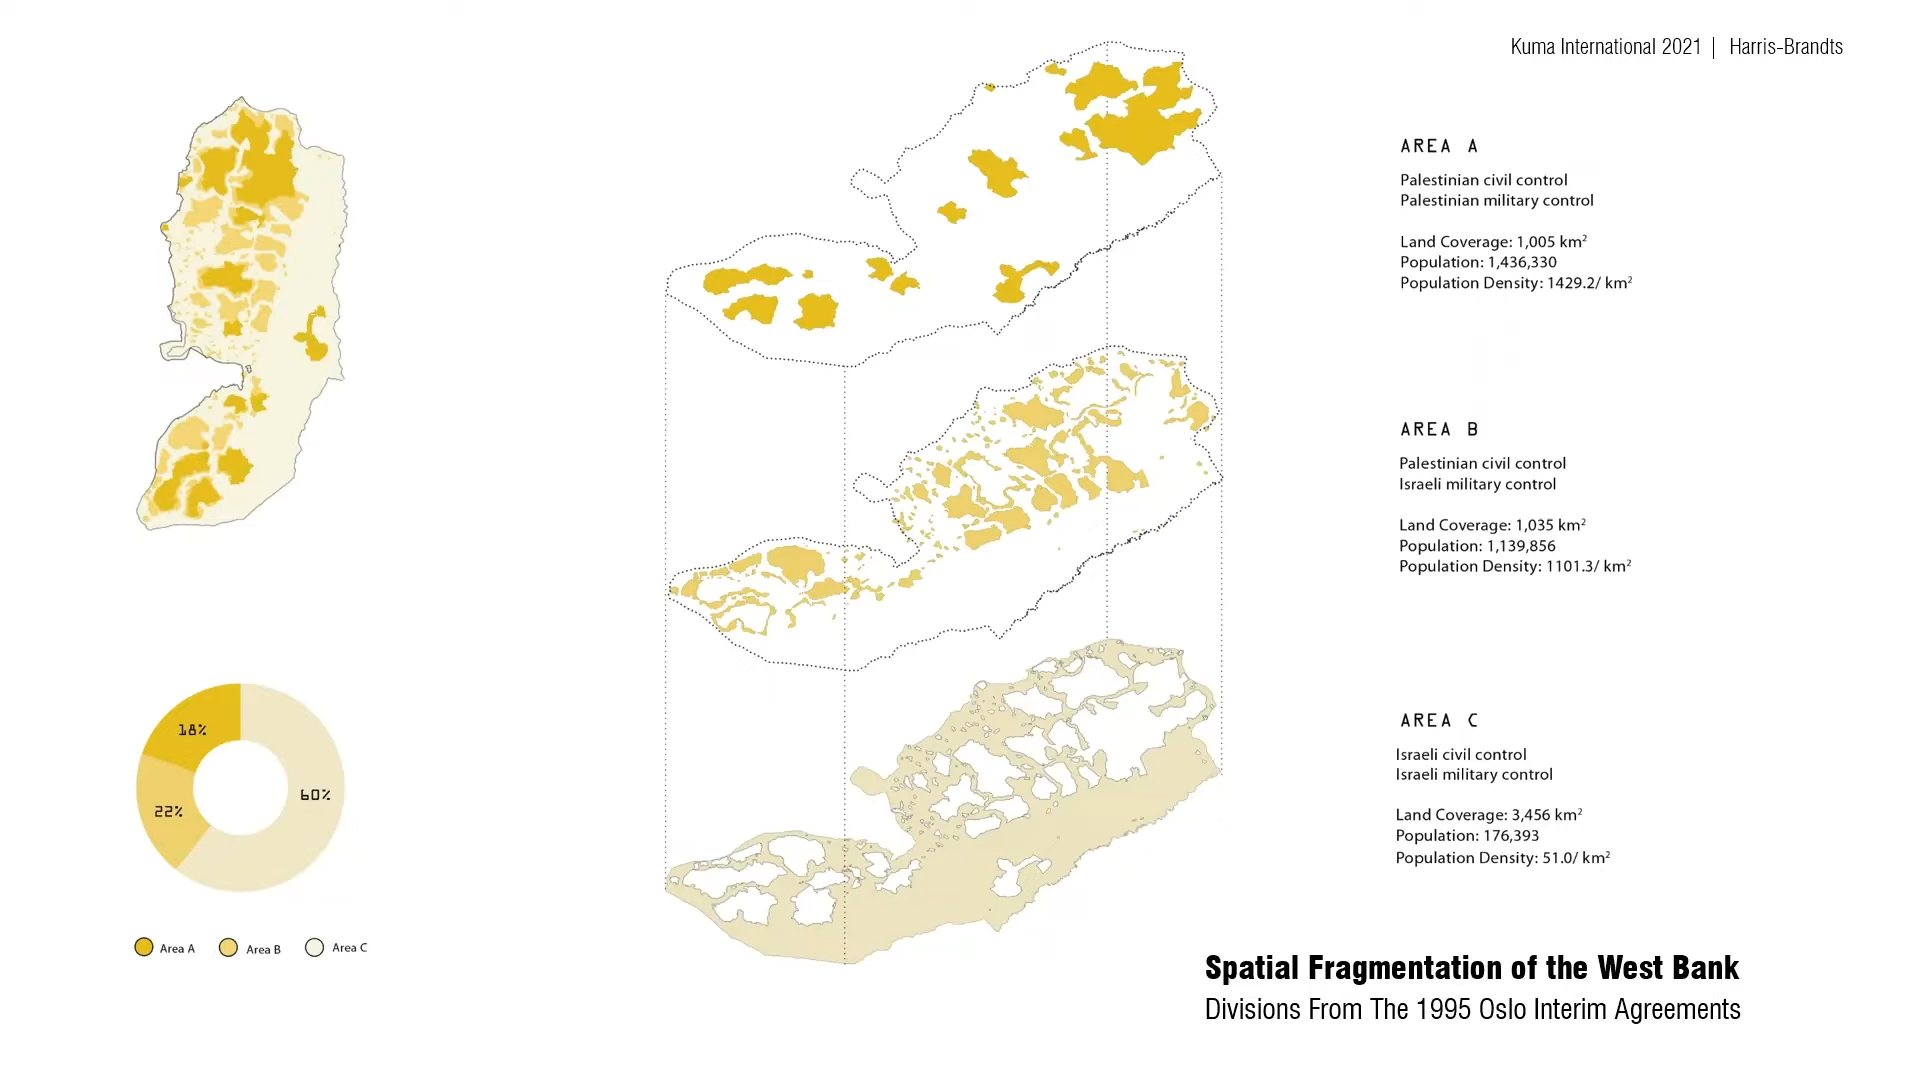 Kuma International 2021 | Harris-Brandts
AREA A
Palestinian civil control
Palestinian military control
Land Coverage: 1,005 km²
Population: 1,436,330
Population Density: 1429.2/ km²
AREA B
Palestinian civil control
Israeli military control
Land Coverage: 1,035 km²
Population: 1,139,856
Population Density: 1101.3/ km²
18%
22%
60%
Area A
Area B
Area C
AREA C
Israeli civil control
Israeli military control
Land Coverage: 3,456 km²
Population: 176,393
Population Density: 51.0/ km²
Spatial Fragmentation of the West Bank
Divisions From The 1995 Oslo Interim Agreements